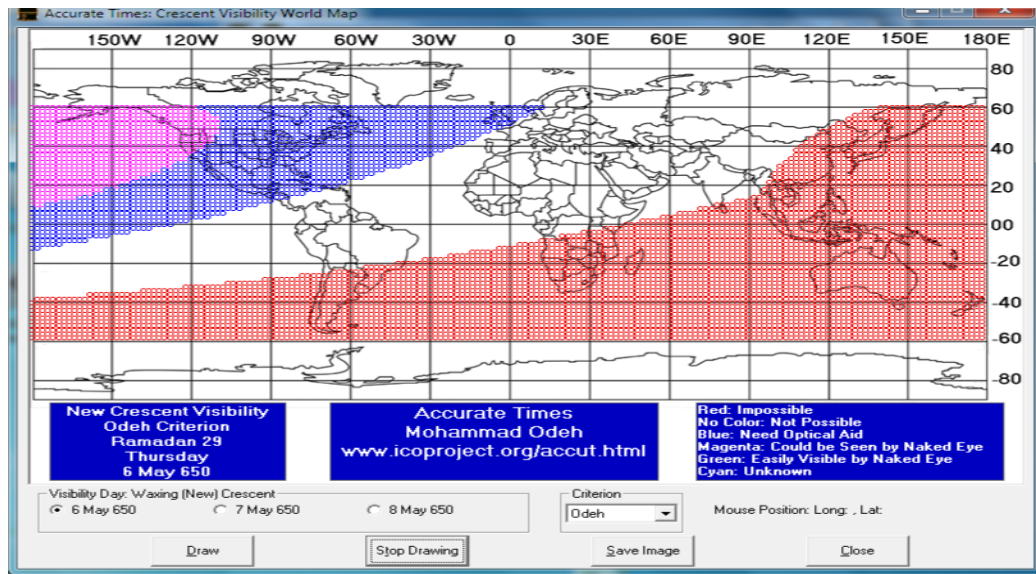 Accurate Times: Crescent Visibility World Map
150W 120W 90W 60W 30W 0 30E 60E 90E 120E 150E 180E
80
60
40
20
00
-20
-40
-60
-80
New Crescent Visibility
Odeh Criterion
Ramadan 29
Thursday
6 May 650
Accurate Times
Mohammad Odeh
www.icoproject.org/accut.html
Red: Impossible
No Color: Not Possible
Blue: Need Optical Aid
Magenta: Could be Seen by Naked Eye
Green: Easily Visible by Naked Eye
Cyan: Unknown
Visibility Day: Waxing (New) Crescent
6 May 650 7 May 650 8 May 650
Criterion
Odeh
Mouse Position: Long: , Lat:
Draw Stop Drawing Save Image Close